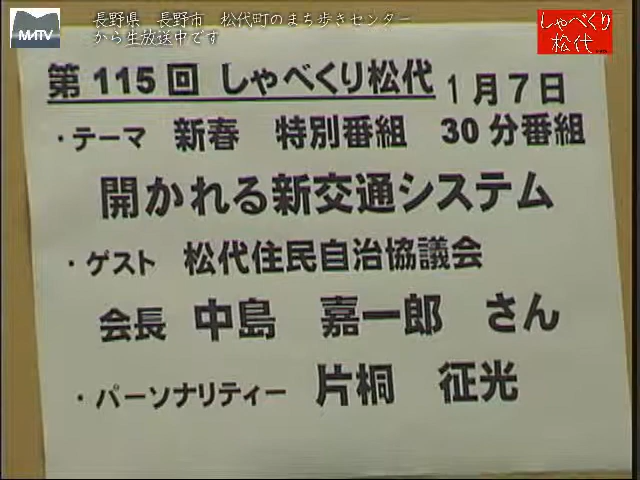 長野県　長野市　松代町のまち歩きセンター
から生放送中です
MATV
しゃべくり
松代
第 115 回 しゃべくり松代 1月7日
・テーマ 新春　特別番組　30分番組
開かれる新交通システム
・ゲスト 松代住民自治協議会
会長 中島 嘉一郎 さん
・パーソナリティー 片桐 征光